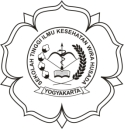 SEKOLAH TINGGI ILMU KESEHATAN WIRA HUSADA
YOGYAKARTA